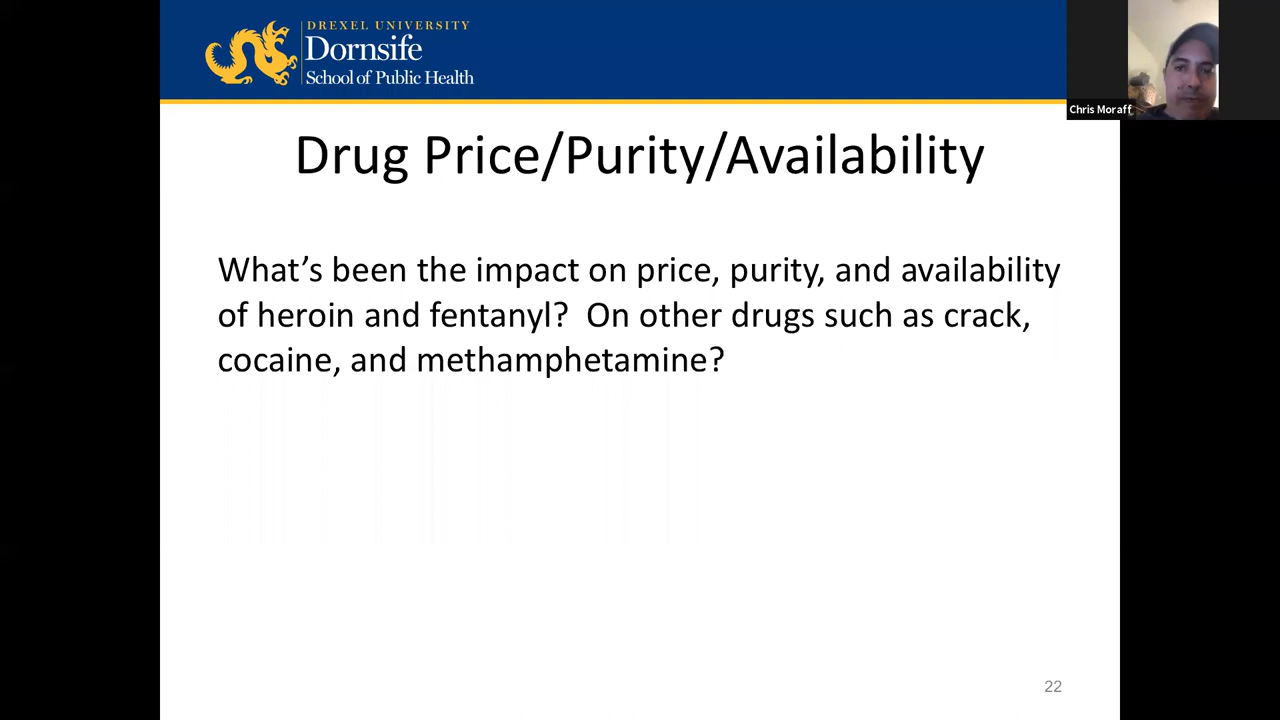 DREXEL UNIVERSITY
Dornsife
School of Public Health
Chris Moraff
Drug Price/Purity/Availability
What’s been the impact on price, purity, and availability
of heroin and fentanyl?  On other drugs such as crack,
cocaine, and methamphetamine?
22